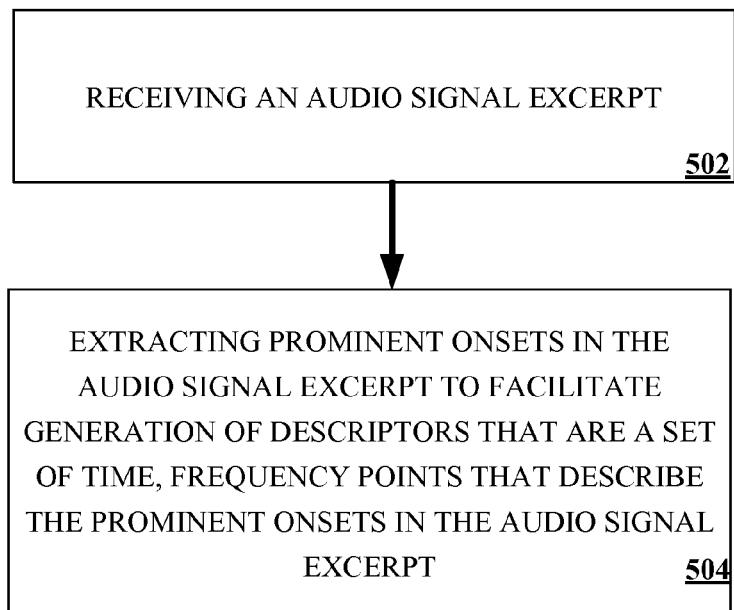 RECEIVING AN AUDIO SIGNAL EXCERPT
502
EXTRACTING PROMINENT ONSETS IN THE
AUDIO SIGNAL EXCERPT TO FACILITATE
GENERATION OF DESCRIPTORS THAT ARE A SET
OF TIME, FREQUENCY POINTS THAT DESCRIBE
THE PROMINENT ONSETS IN THE AUDIO SIGNAL
EXCERPT
504